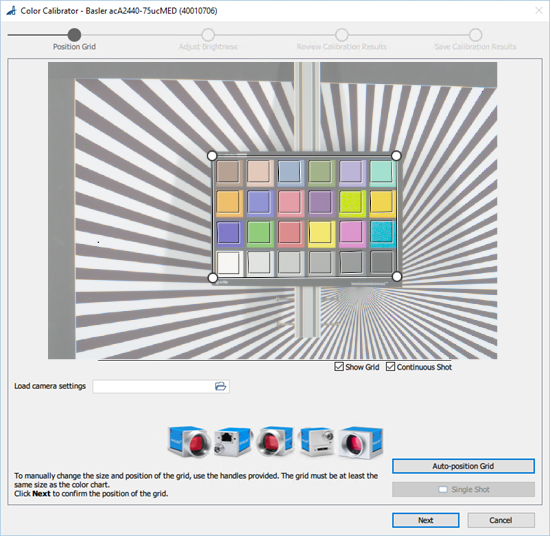 Color Calibrator - Basler acA2440-75ucMED (40010706)
Position Grid
Adjust Brightness
Review Calibration Results
Save Calibration Results
Show Grid
Continuous Shot
Load camera settings
Auto-position Grid
To manually change the size and position of the grid, use the handles provided. The grid must be at least the
same size as the color chart.
Click Next to confirm the position of the grid.
Single Shot
Next
Cancel